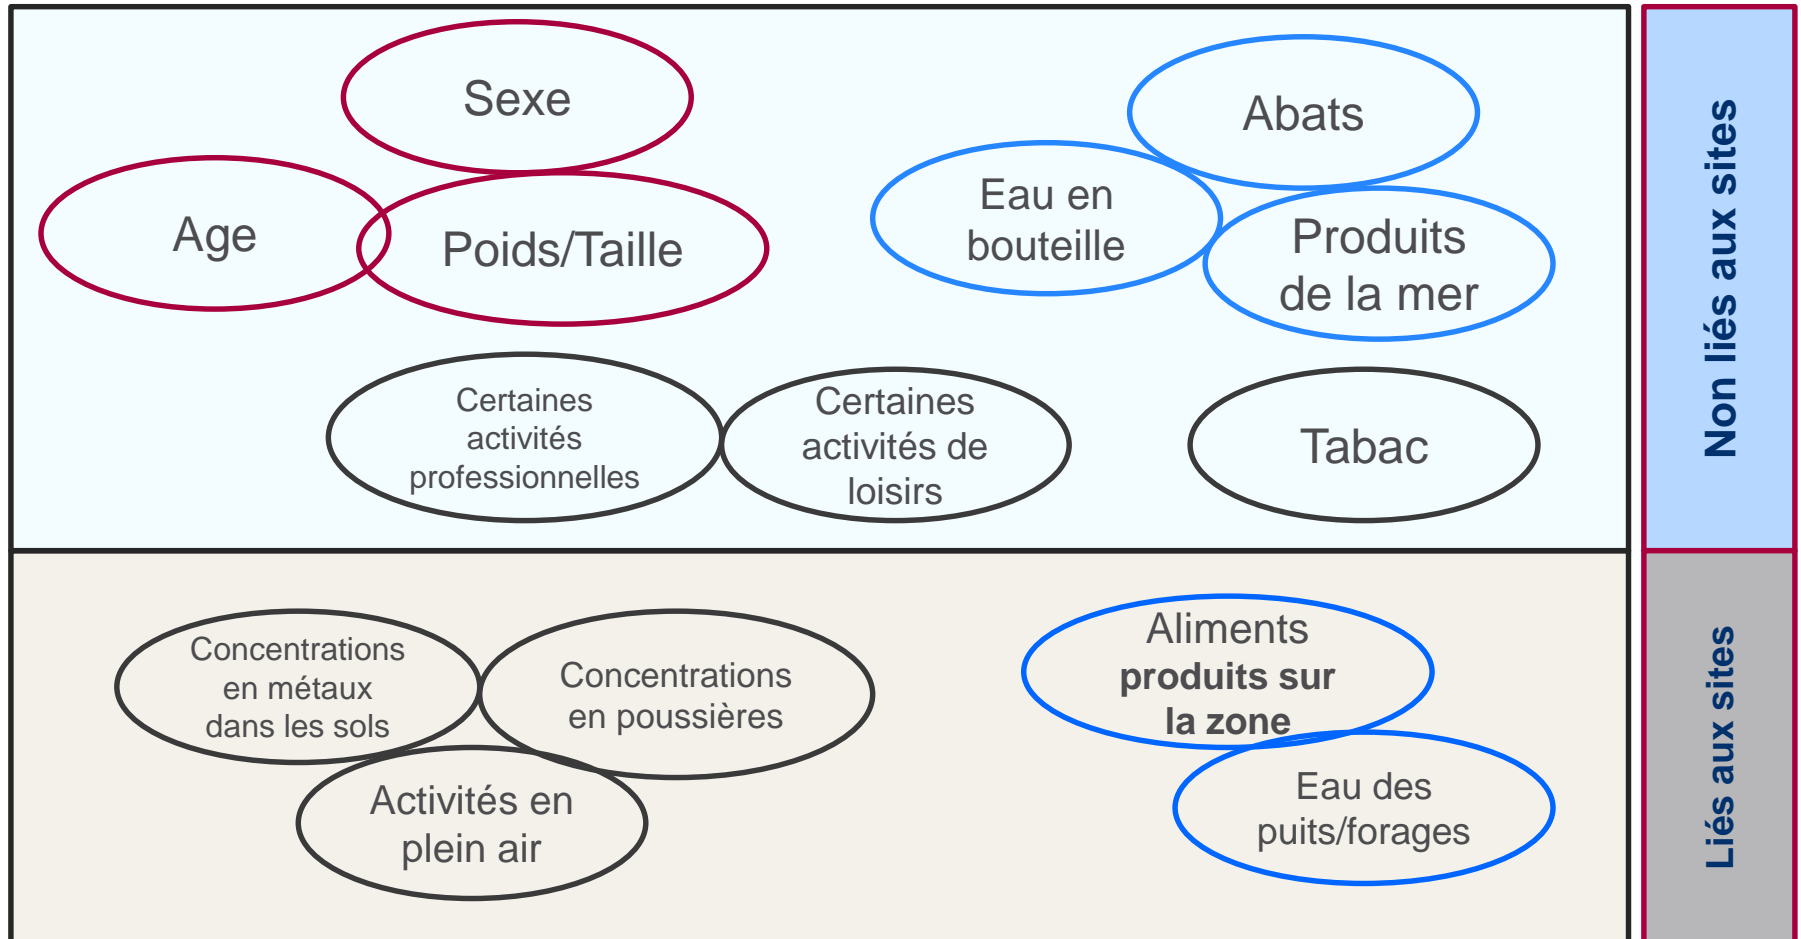 Sexe
Abats
Age
Poids/Taille
Eau en
bouteille
Produits
de la mer
Certaines
activités
professionnelles
Certaines
activités de
loisirs
Tabac
Non liés aux sites
Concentrations
en métaux
dans les sols
Concentrations
en poussières
Activités en
plein air
Aliments
produits sur
la zone
Eau des
puits/forages
Liés aux sites